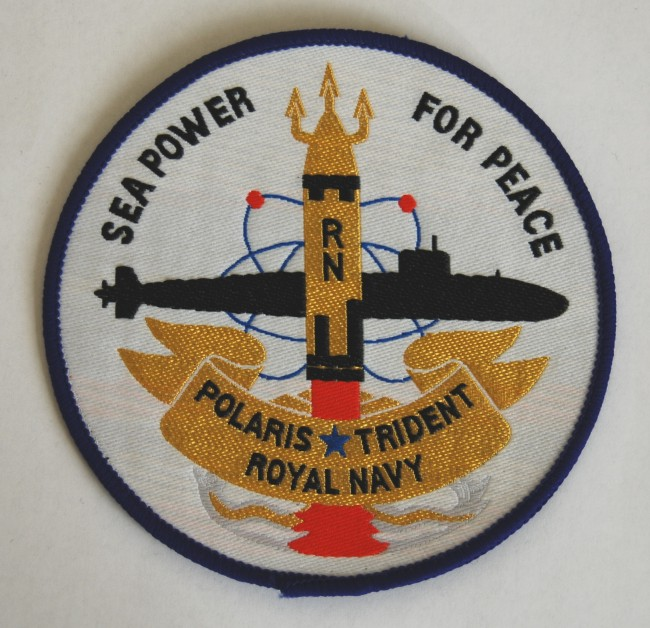 SEA POWER
FOR PEACE
RN
POLARIS ★ TRIDENT
ROYAL NAVY